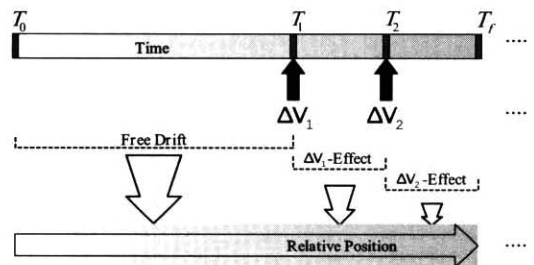 T0 T1 T2 Tf
Time ....
ΔV1 ΔV2 ....
Free Drift
ΔV1-Effect
ΔV2-Effect
Relative Position ....